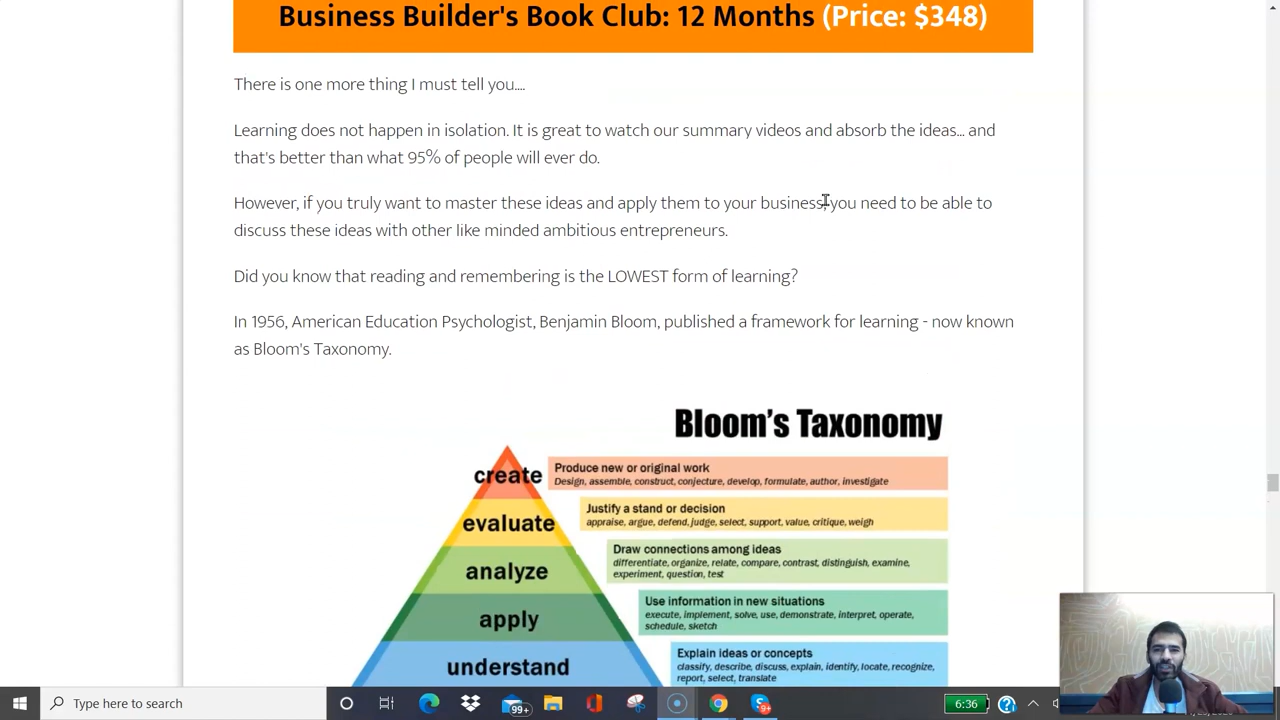 Business Builder's Book Club: 12 Months (Price: $348)
There is one more thing I must tell you....
Learning does not happen in isolation. It is great to watch our summary videos and absorb the ideas... and
that's better than what 95% of people will ever do.
However, if you truly want to master these ideas and apply them to your business, you need to be able to
discuss these ideas with other like minded ambitious entrepreneurs.
Did you know that reading and remembering is the LOWEST form of learning?
In 1956, American Education Psychologist, Benjamin Bloom, published a framework for learning - now known
as Bloom's Taxonomy.
Bloom's Taxonomy
create
Produce new or original work
Design, assemble, construct, conjecture, develop, formulate, author, investigate
evaluate
Justify a stand or decision
appraise, argue, defend, judge, select, support, value, critique, weigh
analyze
Draw connections among ideas
differentiate, organize, relate, compare, contrast, distinguish, examine,
experiment, question, test
apply
Use information in new situations
execute, implement, solve, use, demonstrate, interpret, operate,
schedule, sketch
understand
Explain ideas or concepts
classify, describe, discuss, explain, identify, locate, recognize,
report, select, translate
Type here to search
99+
9+
6:36